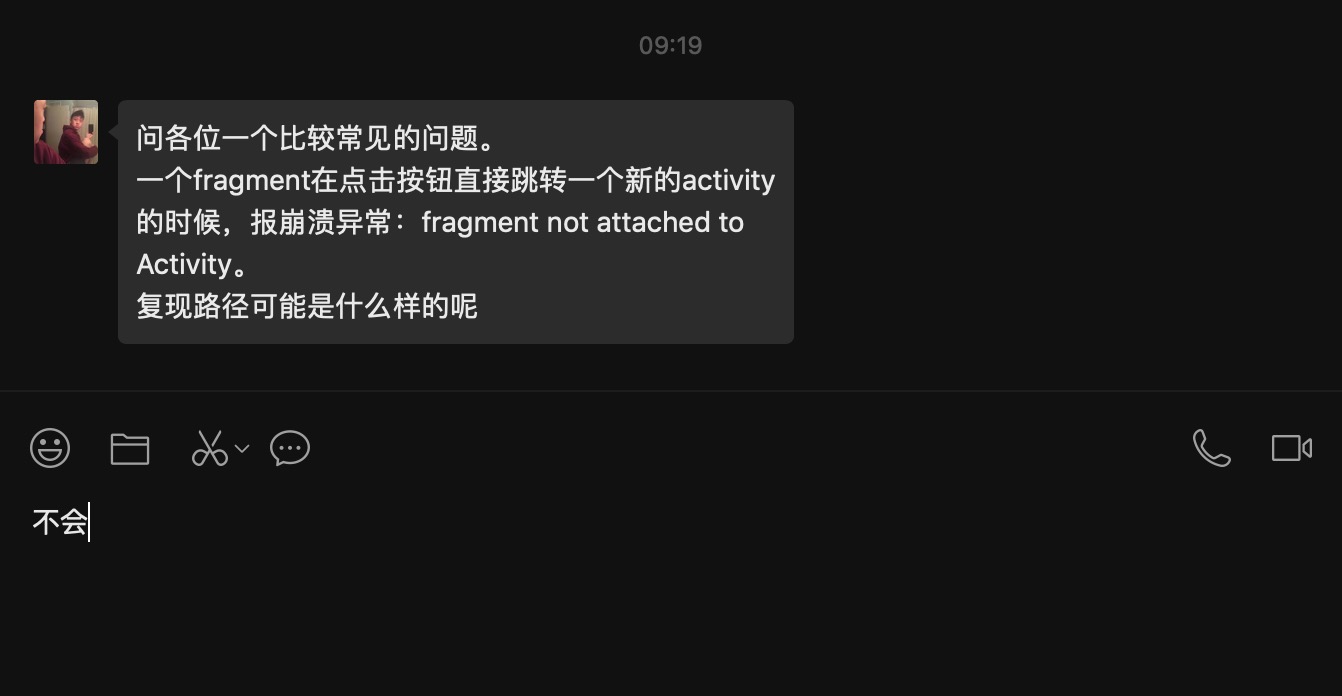 09:19
问各位一个比较常见的问题。
一个fragment在点击按钮直接跳转一个新的activity
的时候，报崩溃异常：fragment not attached to
Activity。
复现路径可能是什么样的呢
不会